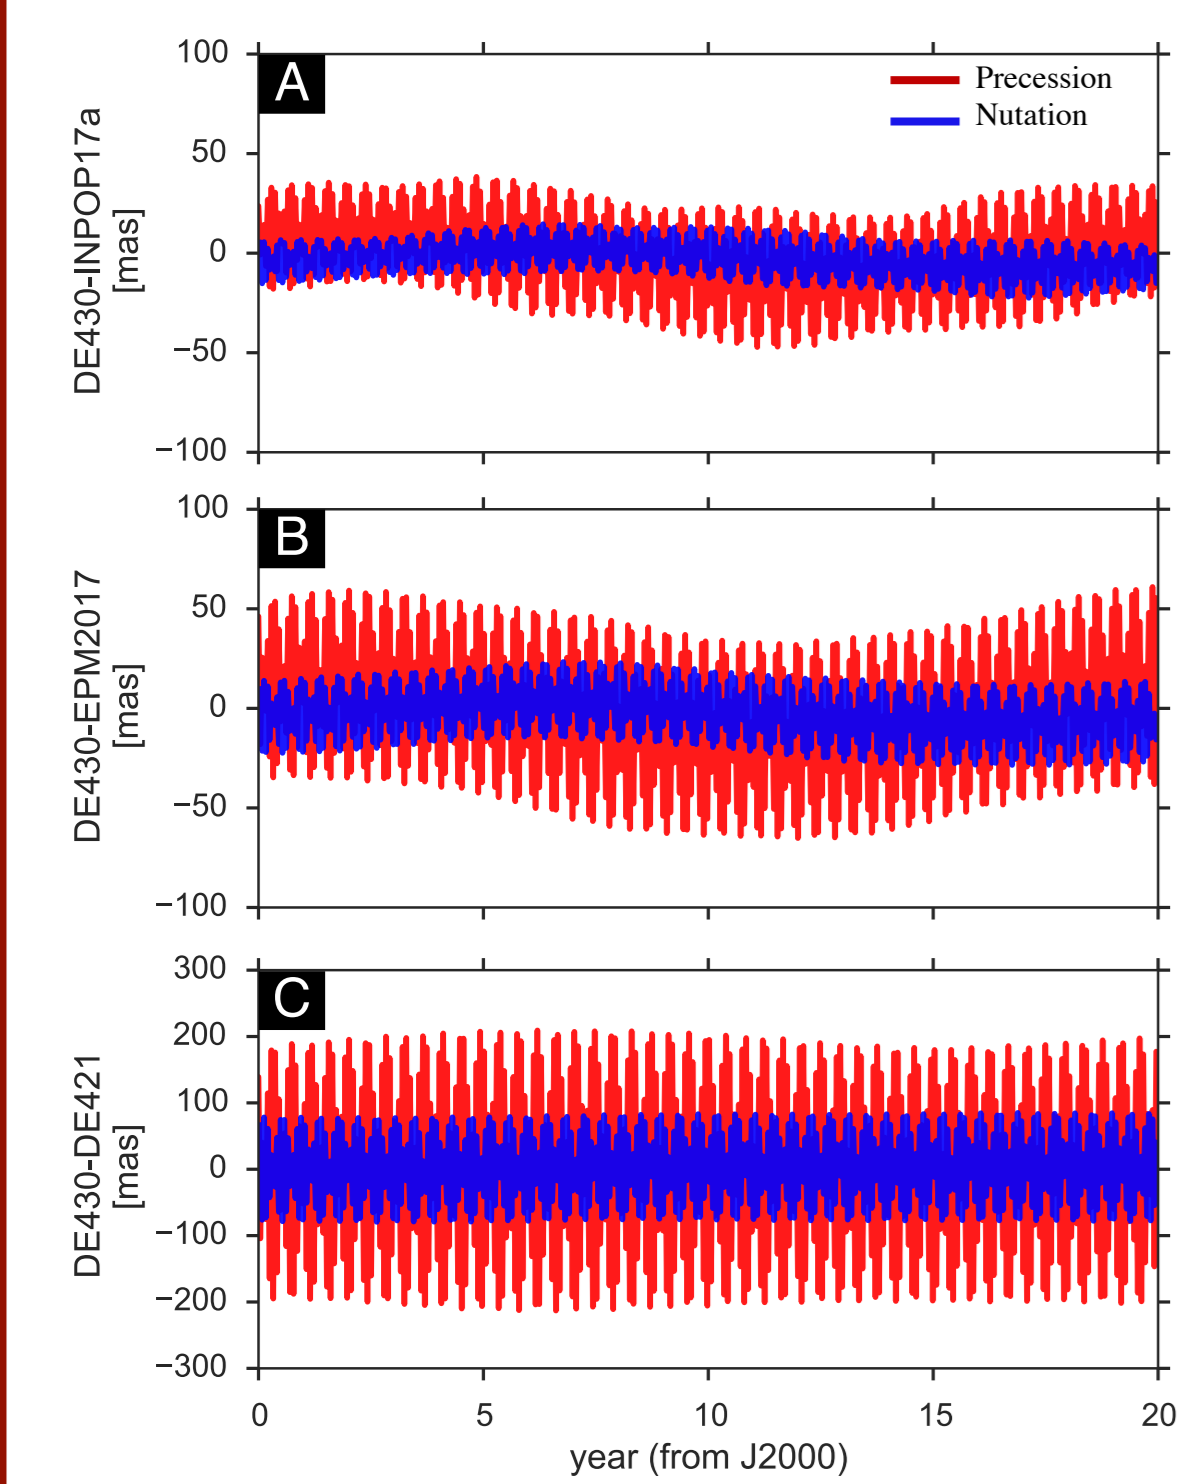 A
Precession
Nutation
100
50
0
−50
−100
DE430-INPOP17a
[mas]
B
100
50
0
−50
−100
DE430-EPM2017
[mas]
C
300
200
100
0
−100
−200
−300
DE430-DE421
[mas]
0 5 10 15 20
year (from J2000)